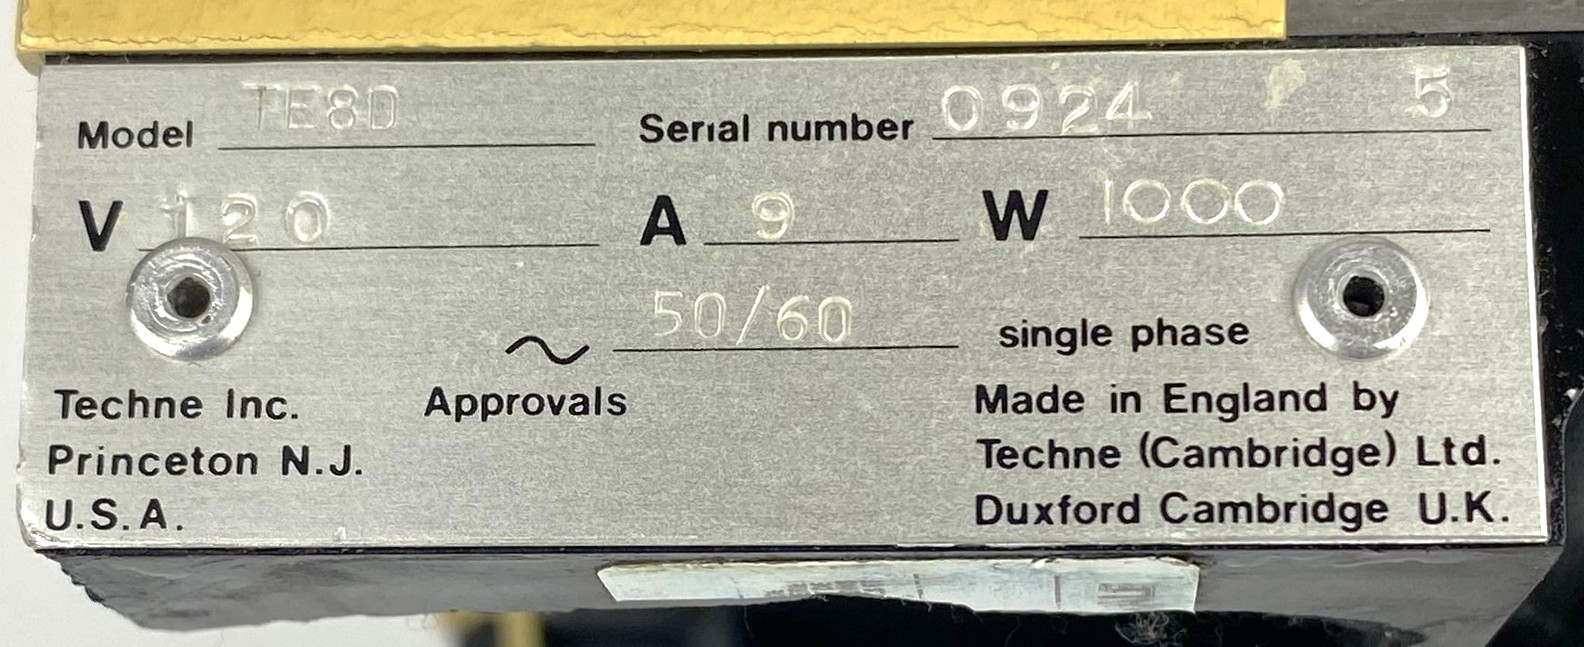 Model TE8D Serial number 0924 5
V 120 A 9 W 1000
~ 50/60 single phase
Techne Inc. Approvals Made in England by
Princeton N.J. Techne (Cambridge) Ltd.
U.S.A. Duxford Cambridge U.K.